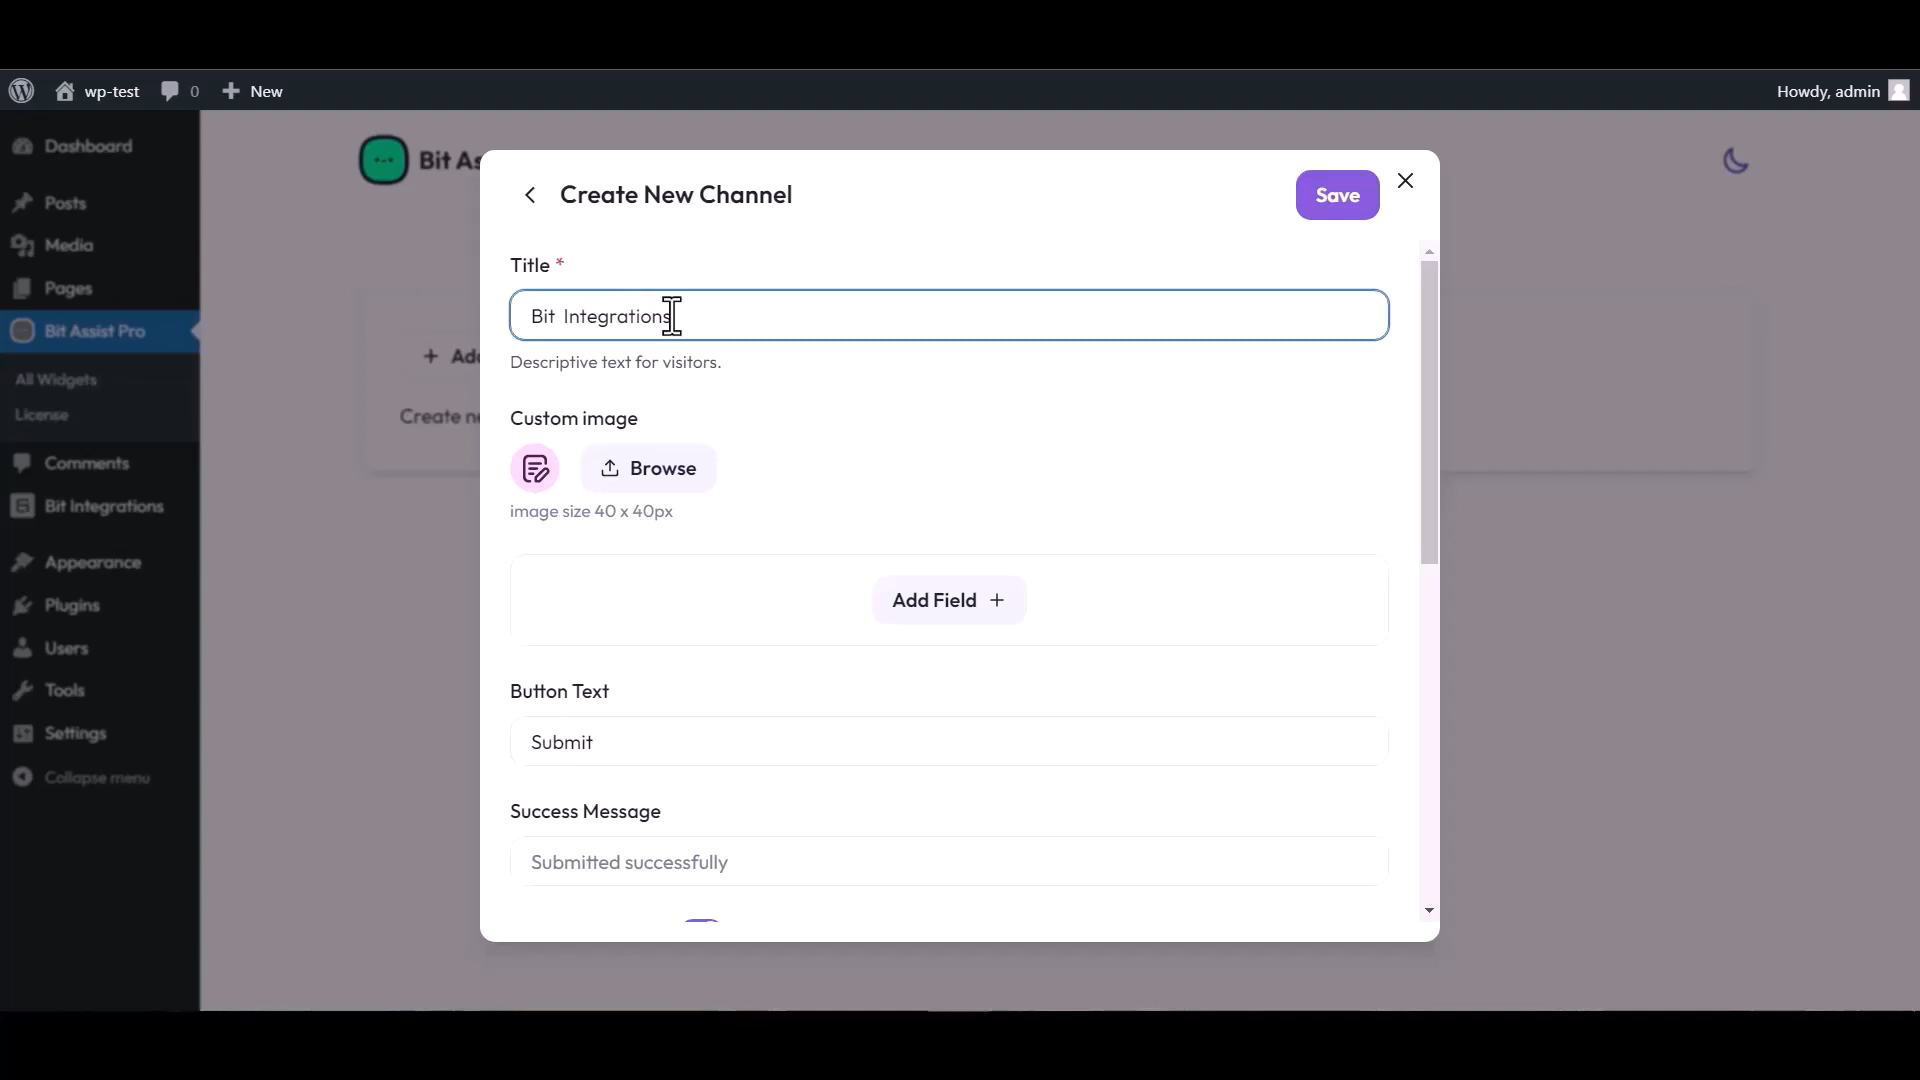 wp-test
0
New
Howdy, admin
Dashboard
Posts
Media
Pages
Bit Assist Pro
All Widgets
License
Comments
Bit Integrations
Appearance
Plugins
Users
Tools
Settings
Collapse menu
Bit As
+ Add
Create ne
Create New Channel
Save
Title *
Bit  Integrations
Descriptive text for visitors.
Custom image
Browse
image size 40 x 40px
Add Field +
Button Text
Submit
Success Message
Submitted successfully